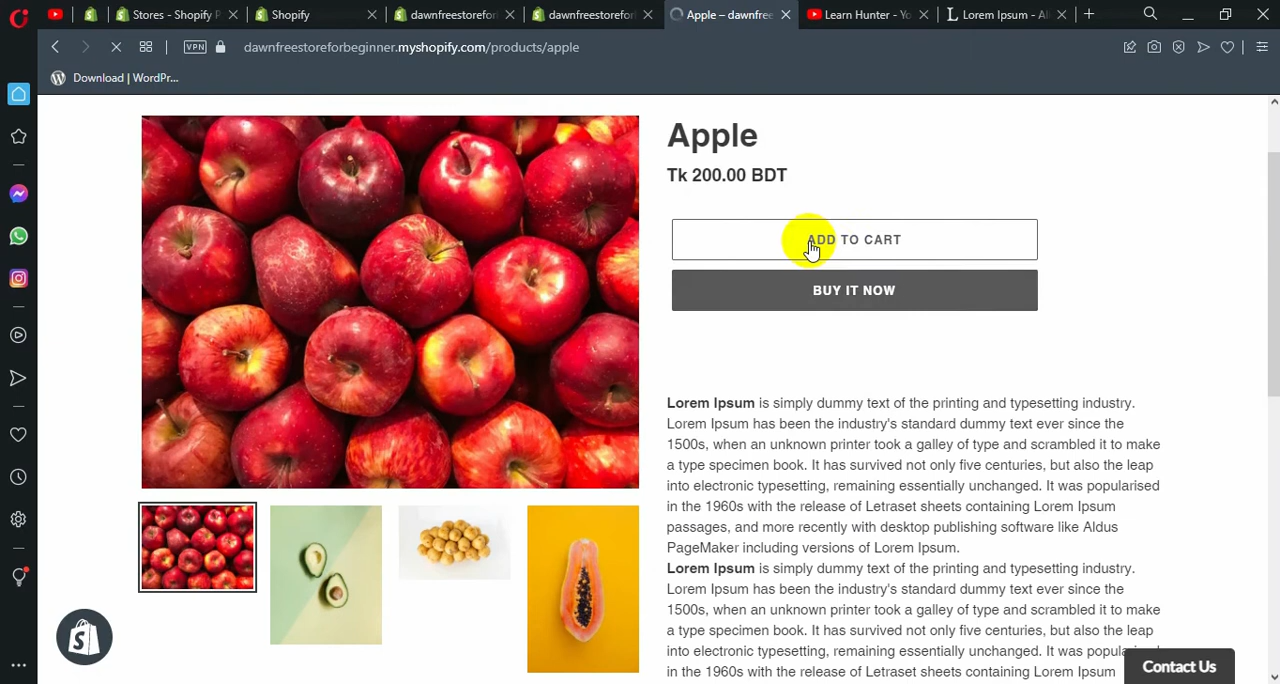 Stores - Shopify P
Shopify
dawnfreestorefor
dawnfreestorefor
Apple – dawnfree
Learn Hunter - Yo
Lorem Ipsum - Al
VPN
dawnfreestoreforbeginner.myshopify.com/products/apple
Download | WordPr...
Apple
Tk 200.00 BDT
ADD TO CART
BUY IT NOW
Lorem Ipsum is simply dummy text of the printing and typesetting industry.
Lorem Ipsum has been the industry's standard dummy text ever since the
1500s, when an unknown printer took a galley of type and scrambled it to make
a type specimen book. It has survived not only five centuries, but also the leap
into electronic typesetting, remaining essentially unchanged. It was popularised
in the 1960s with the release of Letraset sheets containing Lorem Ipsum
passages, and more recently with desktop publishing software like Aldus
PageMaker including versions of Lorem Ipsum.
Lorem Ipsum is simply dummy text of the printing and typesetting industry.
Lorem Ipsum has been the industry's standard dummy text ever since the
1500s, when an unknown printer took a galley of type and scrambled it to make
a type specimen book. It has survived not only five centuries, but also the leap
into electronic typesetting, remaining essentially unchanged. It was
in the 1960s with the release of Letraset sheets containing Lorem Ipsum
Contact Us